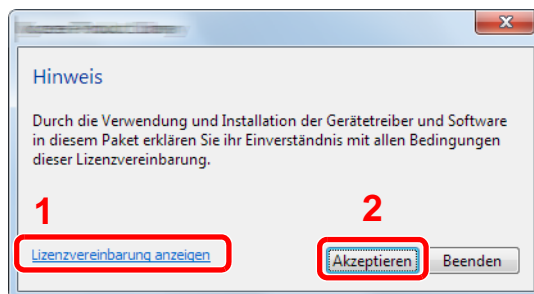 Hinweis
Durch die Verwendung und Installation der Gerätetreiber und Software
in diesem Paket erklären Sie ihr Einverständnis mit allen Bedingungen
dieser Lizenzvereinbarung.
1
2
Lizenzvereinbarung anzeigen
Akzeptieren
Beenden